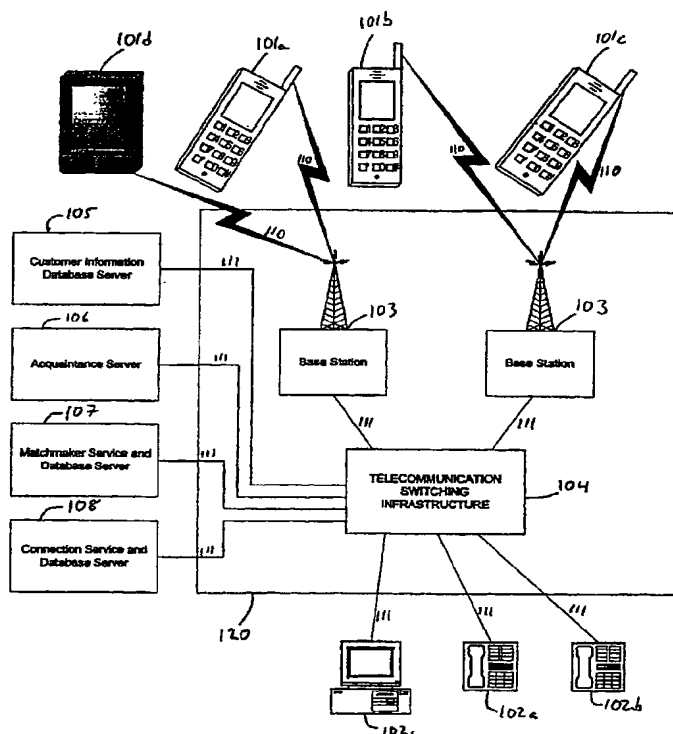 101d
101a
101b
101c
110
110
110
110
105
Customer Information
Database Server
111
106
Acquaintance Server
111
107
Matchmaker Service and
Database Server
111
108
Connection Service and
Database Server
111
103
Base Station
103
Base Station
111
111
TELECOMMUNICATION
SWITCHING
INFRASTRUCTURE
104
120
111
111
111
102a
102b